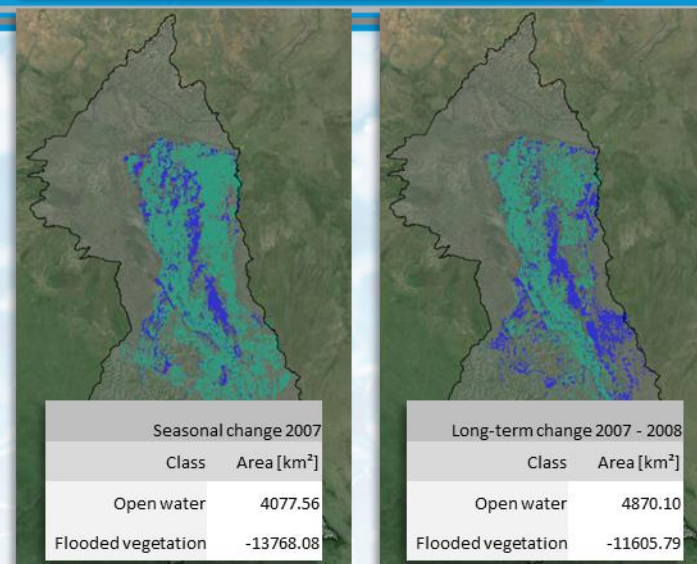 Seasonal change 2007
Class Area [km²]
Open water 4077.56
Flooded vegetation -13768.08
Long-term change 2007 - 2008
Class Area [km²]
Open water 4870.10
Flooded vegetation -11605.79